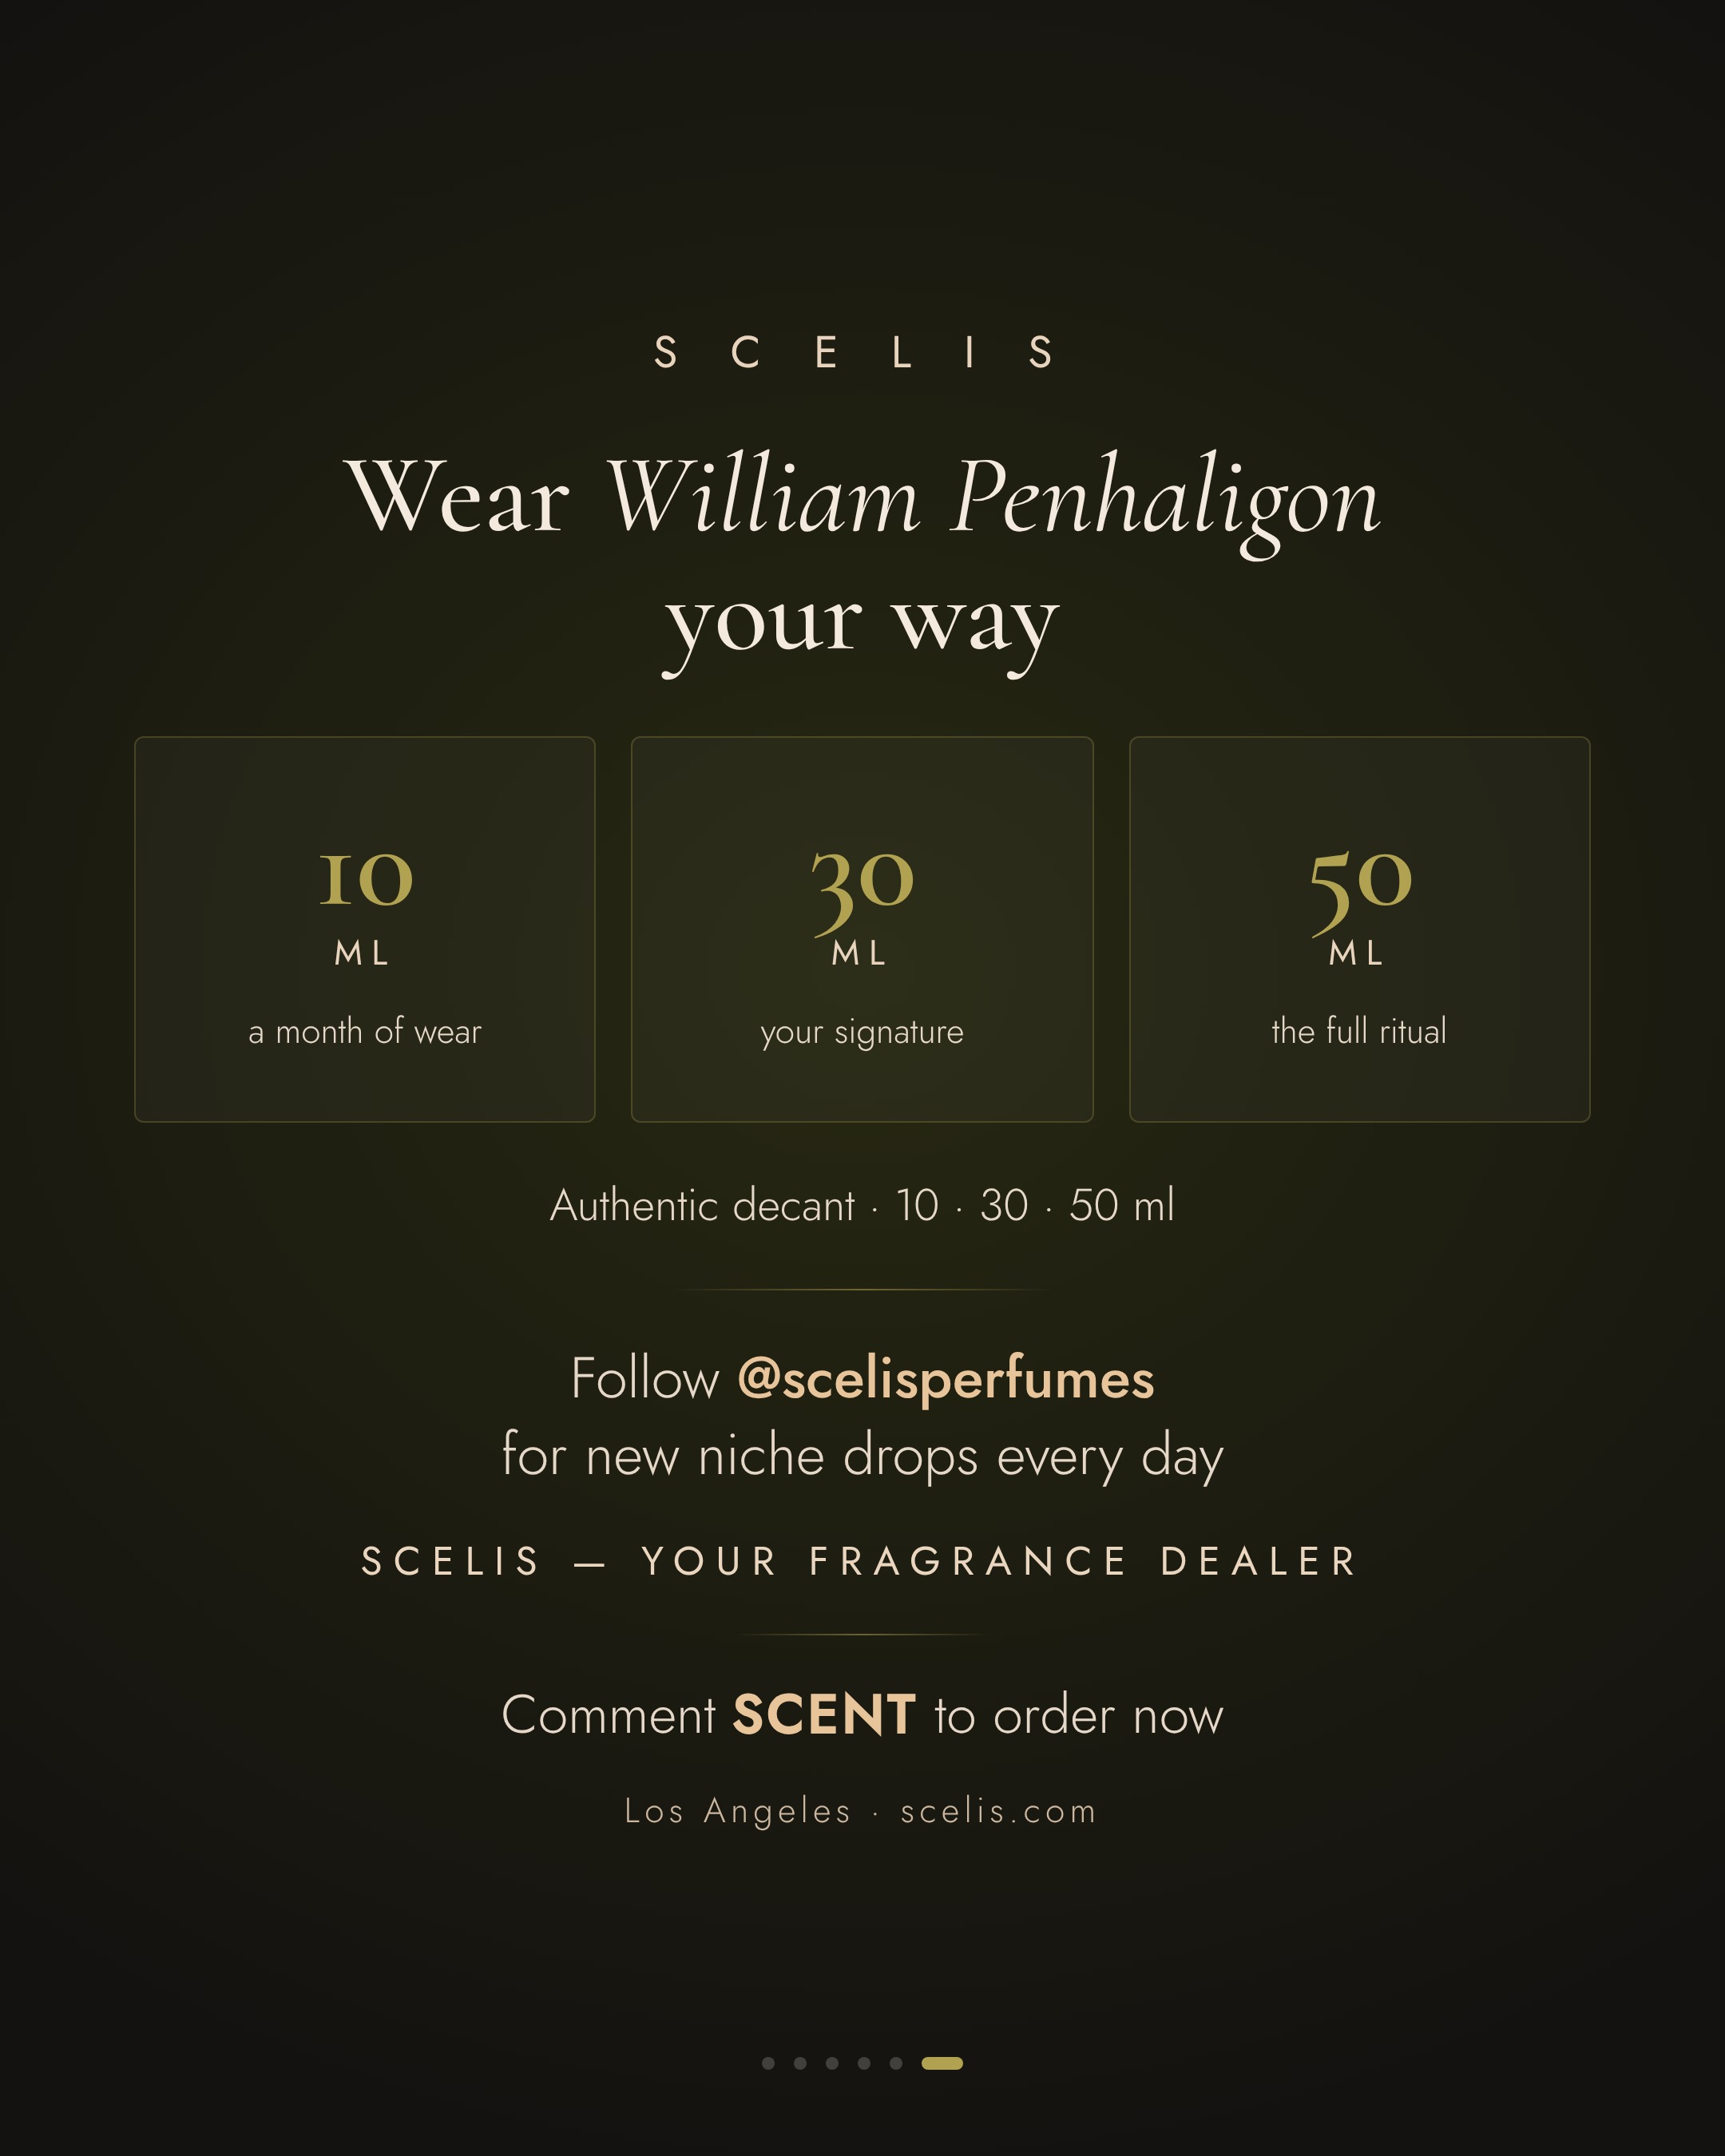 SCELIS
Wear William Penhaligon
your way
10
ML
a month of wear
30
ML
your signature
50
ML
the full ritual
Authentic decant · 10 · 30 · 50 ml
Follow @scelisperfumes
for new niche drops every day
SCELIS — YOUR FRAGRANCE DEALER
Comment SCENT to order now
Los Angeles · scelis.com